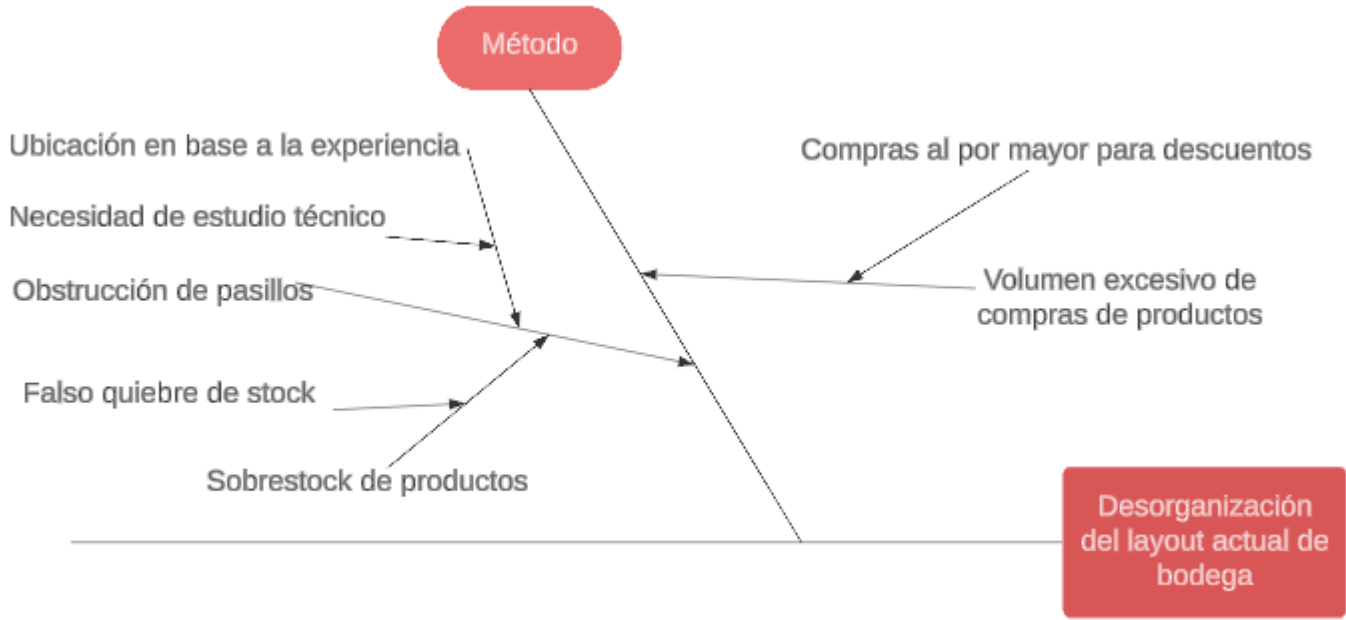 Método
Ubicación en base a la experiencia
Compras al por mayor para descuentos
Necesidad de estudio técnico
Obstrucción de pasillos
Volumen excesivo de
compras de productos
Falso quiebre de stock
Sobrestock de productos
Desorganización
del layout actual de
bodega